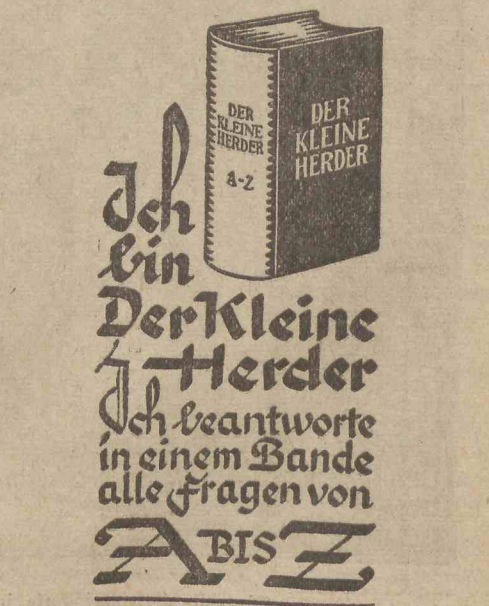 DER
KLEINE
HERDER
A-Z
DER
KLEINE
HERDER
Ich
bin
Der Kleine
Herder
Ich beantworte
in einem Bande
alle Fragen von
A BIS Z